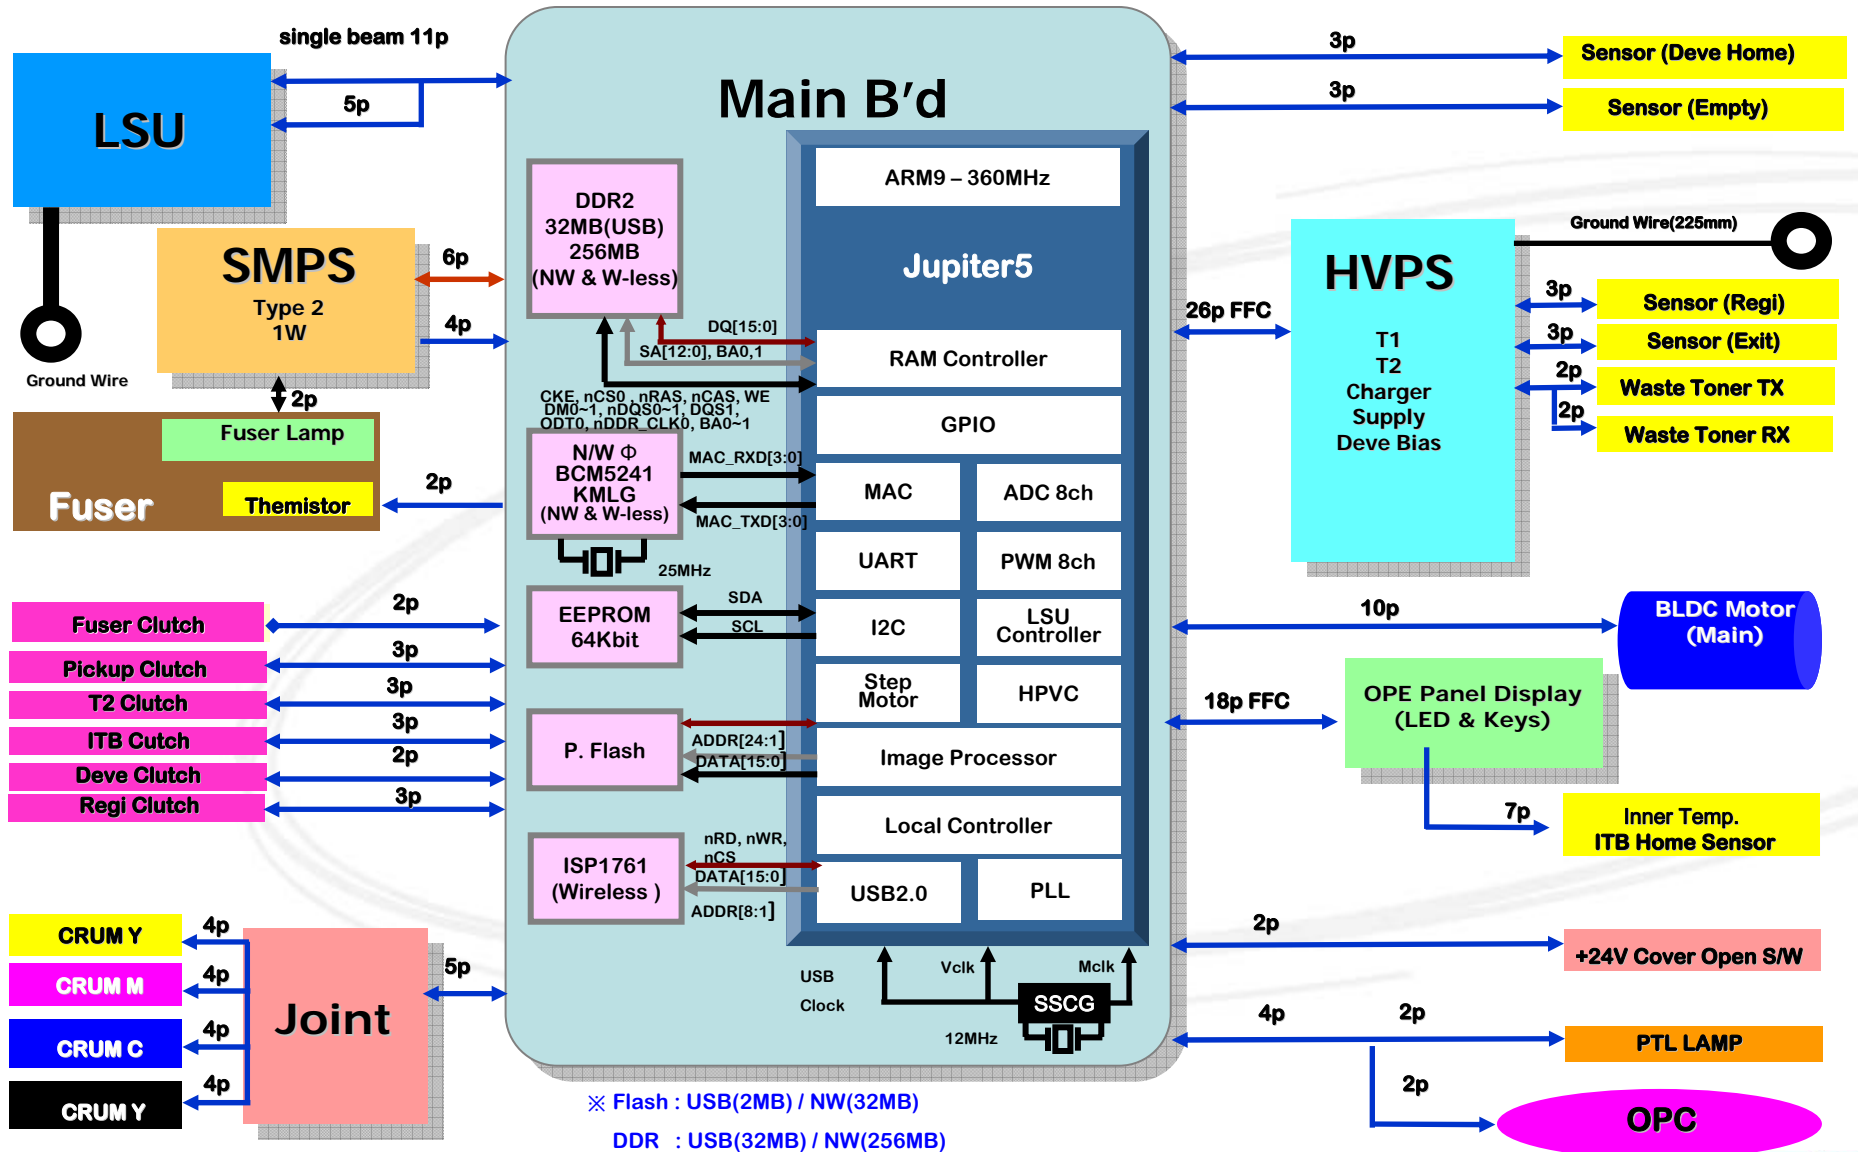 single beam 11p
5p
LSU
Ground Wire
SMPS
Type 2
1W
6p
4p
2p
Fuser Lamp
Fuser
Themistor
2p
Fuser Clutch
2p
Pickup Clutch
3p
T2 Clutch
3p
ITB Cutch
3p
Deve Clutch
2p
Regi Clutch
3p
CRUM Y
4p
CRUM M
4p
CRUM C
4p
CRUM Y
4p
Joint
5p
Main B'd
DDR2
32MB(USB)
256MB
(NW & W-less)
DQ[15:0]
SA[12:0], BA0,1
CKE, nCS0 , nRAS, nCAS, WE
DM0~1, nDQS0~1, DQS1,
ODT0, nDDR_CLK0, BA0~1
N/W Φ
BCM5241
KMLG
(NW & W-less)
MAC_RXD[3:0]
MAC_TXD[3:0]
25MHz
EEPROM
64Kbit
SDA
SCL
P. Flash
ADDR[24:1]
DATA[15:0]
ISP1761
(Wireless )
nRD, nWR,
nCS
DATA[15:0]
ADDR[8:1]
ARM9 – 360MHz
Jupiter5
RAM Controller
GPIO
MAC
ADC 8ch
UART
PWM 8ch
I2C
LSU
Controller
Step
Motor
HPVC
Image Processor
Local Controller
USB2.0
PLL
USB
Clock
Vclk
Mclk
SSCG
12MHz
※ Flash : USB(2MB) / NW(32MB)
DDR : USB(32MB) / NW(256MB)
3p
Sensor (Deve Home)
3p
Sensor (Empty)
Ground Wire(225mm)
26p FFC
HVPS
T1
T2
Charger
Supply
Deve Bias
3p
Sensor (Regi)
3p
Sensor (Exit)
2p
Waste Toner TX
2p
Waste Toner RX
10p
BLDC Motor
(Main)
18p FFC
OPE Panel Display
(LED & Keys)
7p
Inner Temp.
ITB Home Sensor
2p
+24V Cover Open S/W
4p
2p
PTL LAMP
2p
OPC